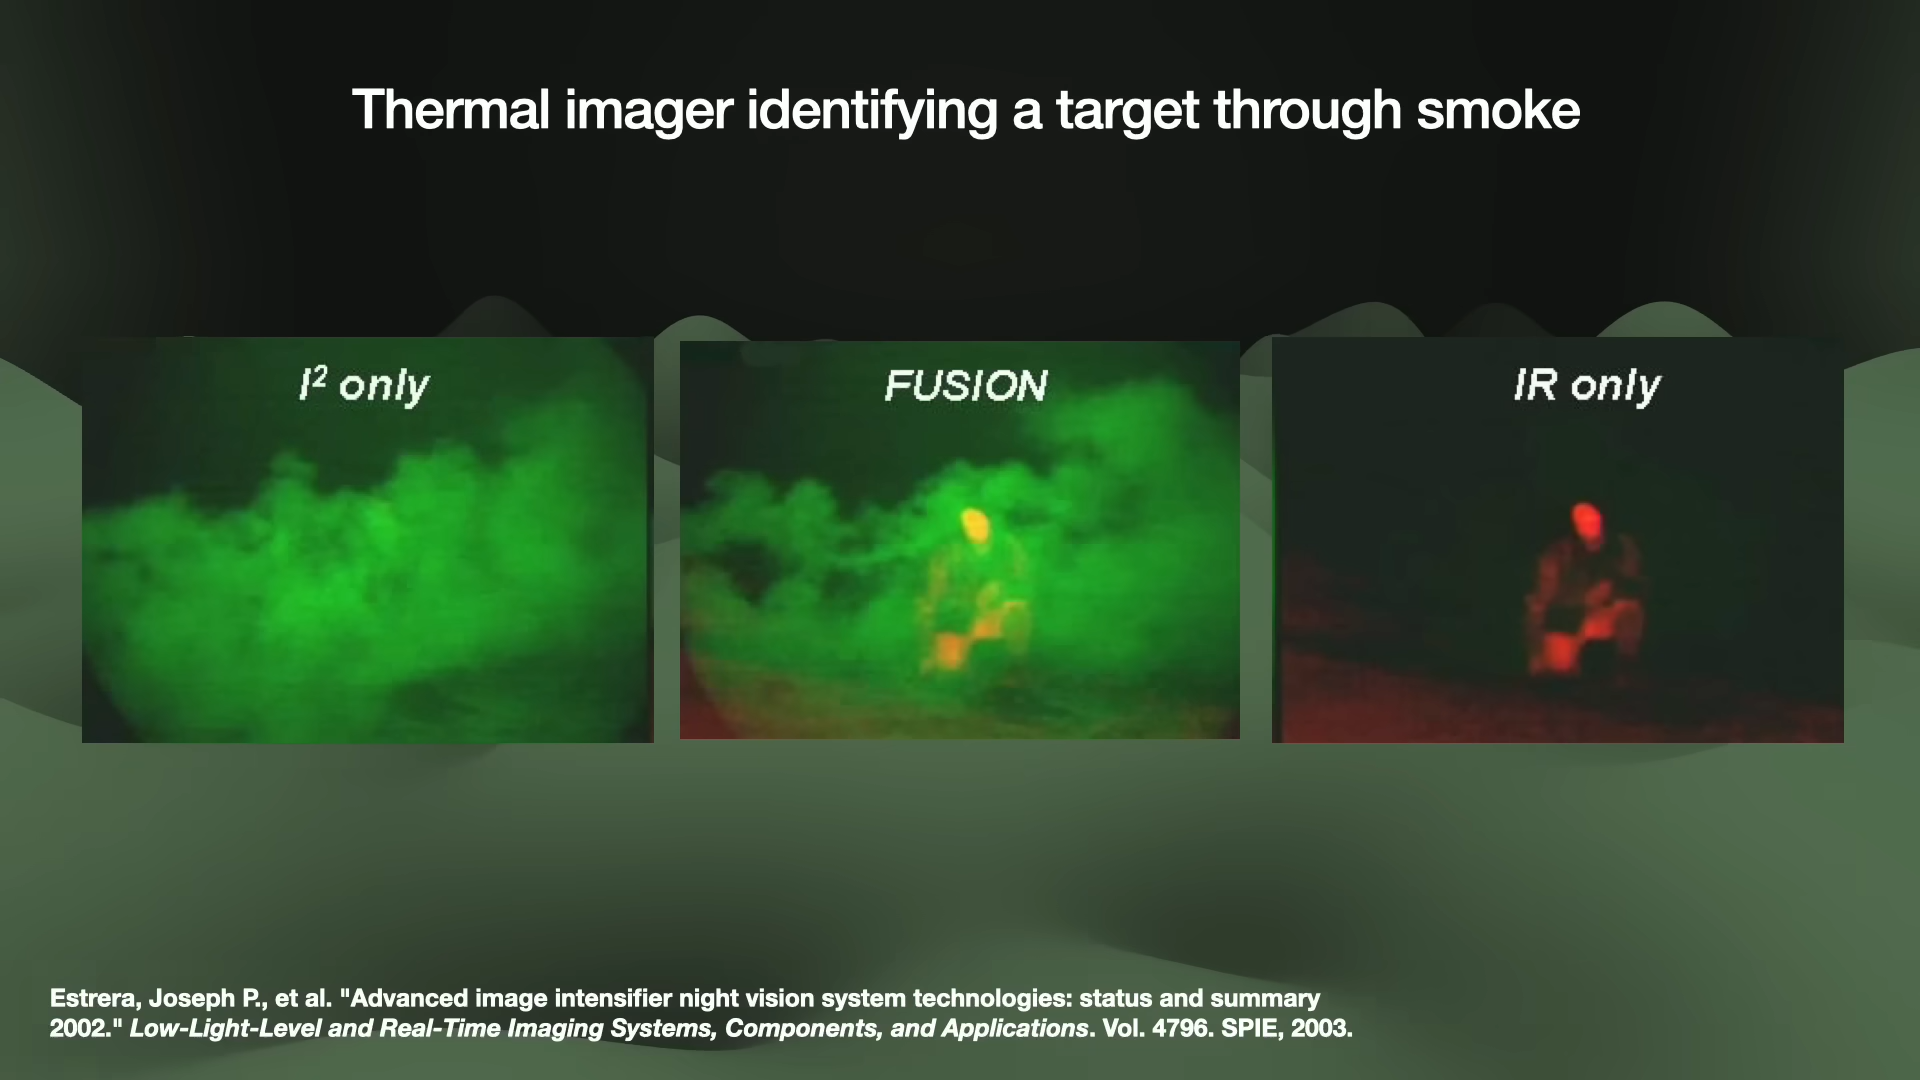 Thermal imager identifying a target through smoke
I² only
FUSION
IR only
Estrera, Joseph P., et al. "Advanced image intensifier night vision system technologies: status and summary
2002." Low-Light-Level and Real-Time Imaging Systems, Components, and Applications. Vol. 4796. SPIE, 2003.